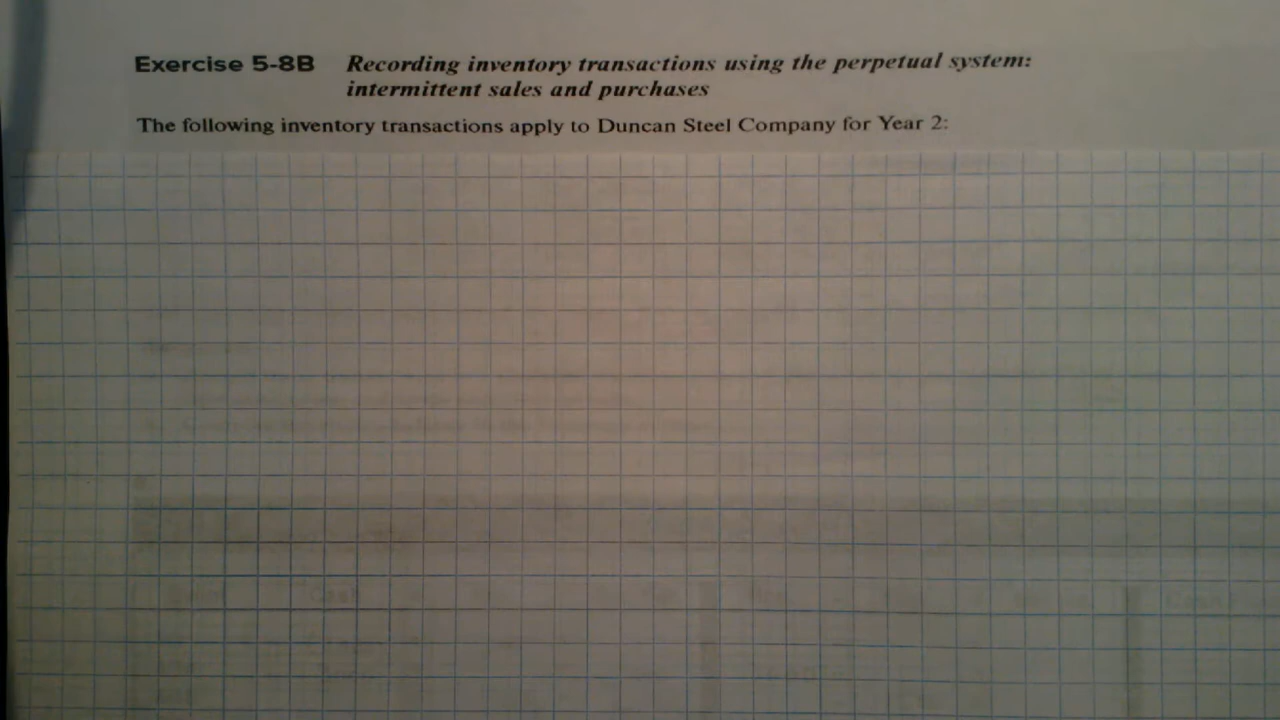 Exercise 5-8B Recording inventory transactions using the perpetual system:
intermittent sales and purchases
The following inventory transactions apply to Duncan Steel Company for Year 2: